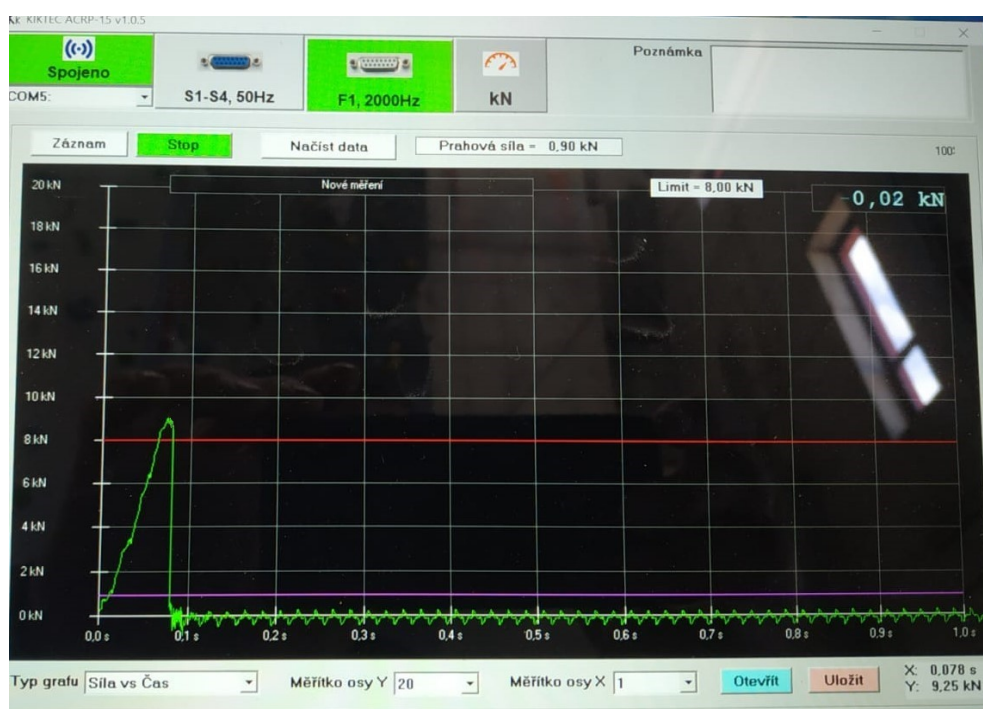 KIKTEC ACRP-15 v1.0.5
Spojeno
COM5:
S1-S4, 50Hz
F1, 2000Hz
kN
Poznámka
Záznam
Stop
Načíst data
Prahová síla = 0,90 kN
Nové měření
Limit = 8,00 kN
-0,02 kN
20 kN
18 kN
16 kN
14 kN
12 kN
10 kN
8 kN
6 kN
4 kN
2 kN
0 kN
0,0 s 0,1 s 0,2 s 0,3 s 0,4 s 0,5 s 0,6 s 0,7 s 0,8 s 0,9 s 1,0 s
Typ grafu Síla vs Čas
Měřítko osy Y 20
Měřítko osy X 1
Otevřít
Uložit
X: 0,078 s
Y: 9,25 kN